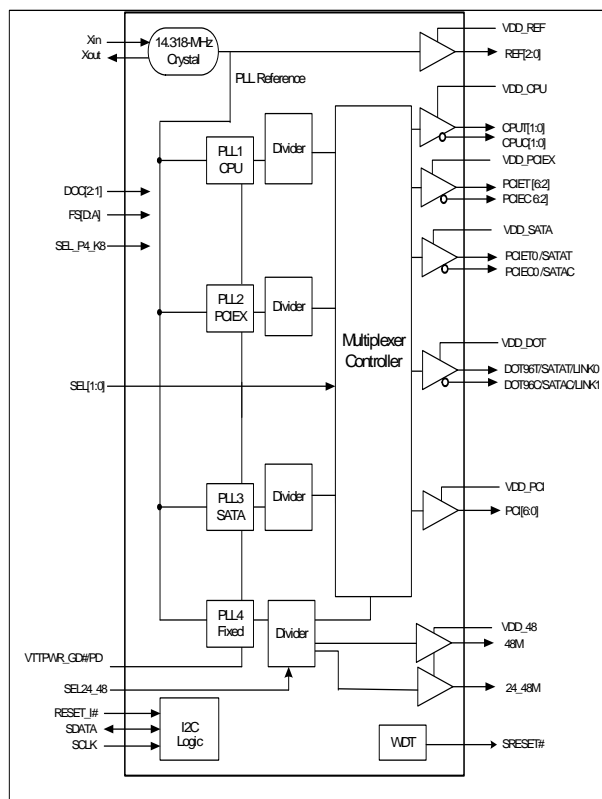 Xin
Xout
14.318-MHz
Crystal
PLL Reference
VDD_REF
REF[2:0]
VDD_CPU
CPUT[1:0]
CPUC[1:0]
PLL1
CPU
Divider
VDD_PCIEX
PCIET [6:2]
PCIEC 6:2]
DOC[2:1]
FS[D:A]
SEL_P4_K8
VDD_SATA
PCIET0 /SATAT
PCIEC0 /SATAC
PLL2
PCIEX
Divider
Multiplexer
Controller
VDD_DOT
DOT96T/SATAT/LINK0
DOT96C/SATAC/LINK1
SEL[1:0]
PLL3
SATA
Divider
VDD_PCI
PCI[6:0]
PLL4
Fixed
Divider
VDD_48
48M
VTTPWR_GD#/PD
SEL24_48
24_48M
RESET_I#
SDATA
SCLK
I2C
Logic
WDT
SRESET#